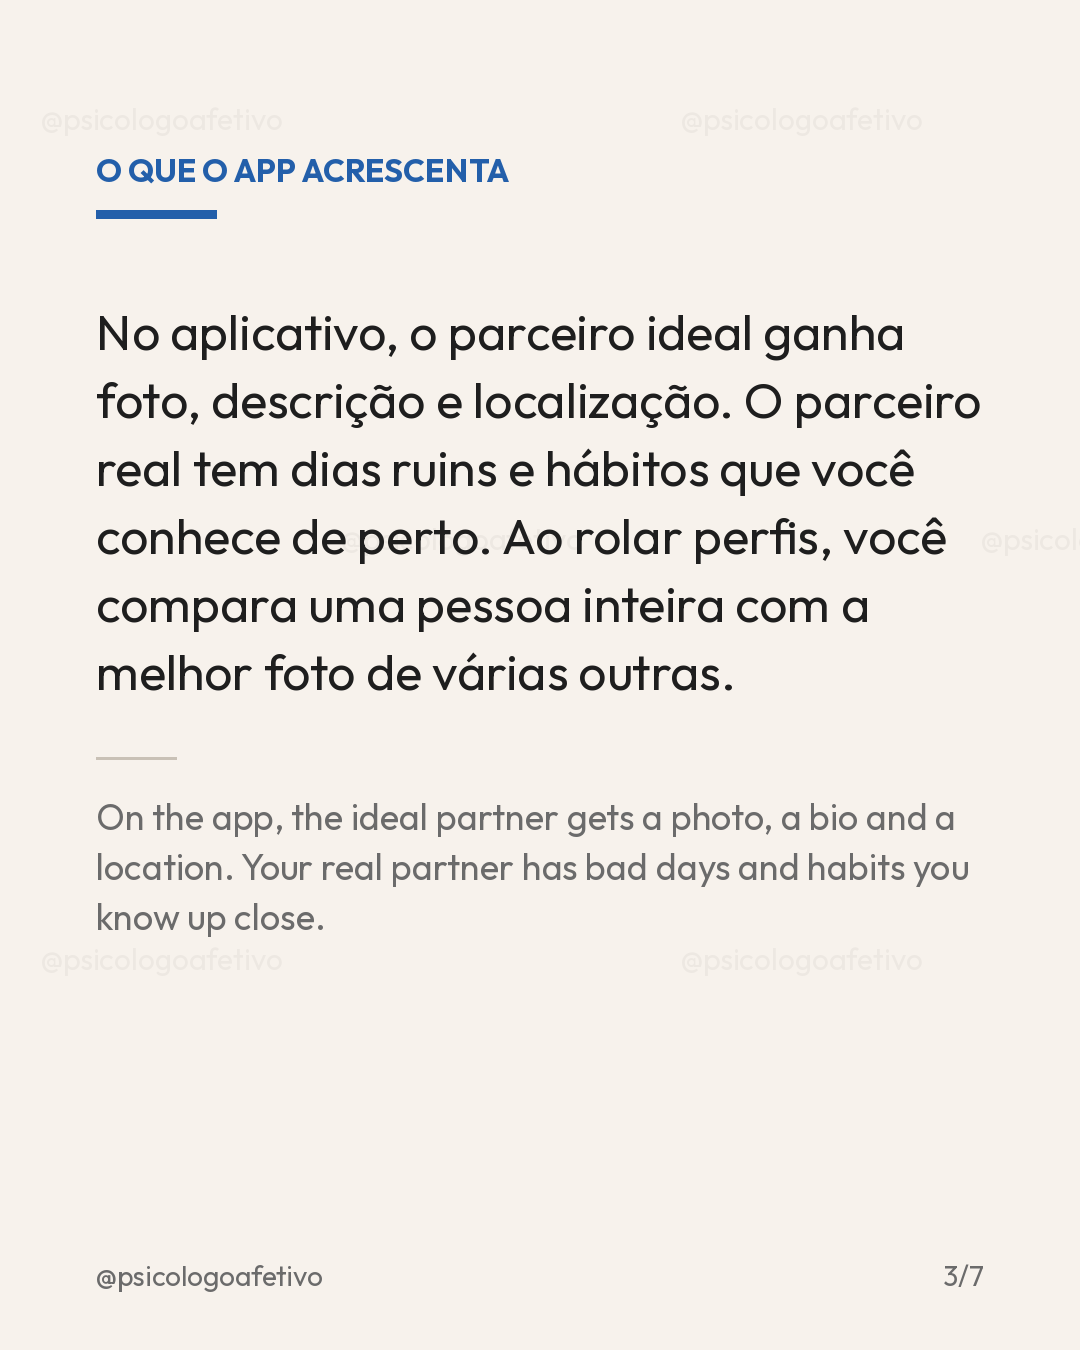 @psicologoafetivo @psicologoafetivo
O QUE O APP ACRESCENTA
No aplicativo, o parceiro ideal ganha
foto, descrição e localização. O parceiro
real tem dias ruins e hábitos que você
conhece de perto. Ao rolar perfis, você
@psicologoafetivo @psicol
compara uma pessoa inteira com a
melhor foto de várias outras.
On the app, the ideal partner gets a photo, a bio and a
location. Your real partner has bad days and habits you
know up close.
@psicologoafetivo @psicologoafetivo
@psicologoafetivo 3/7